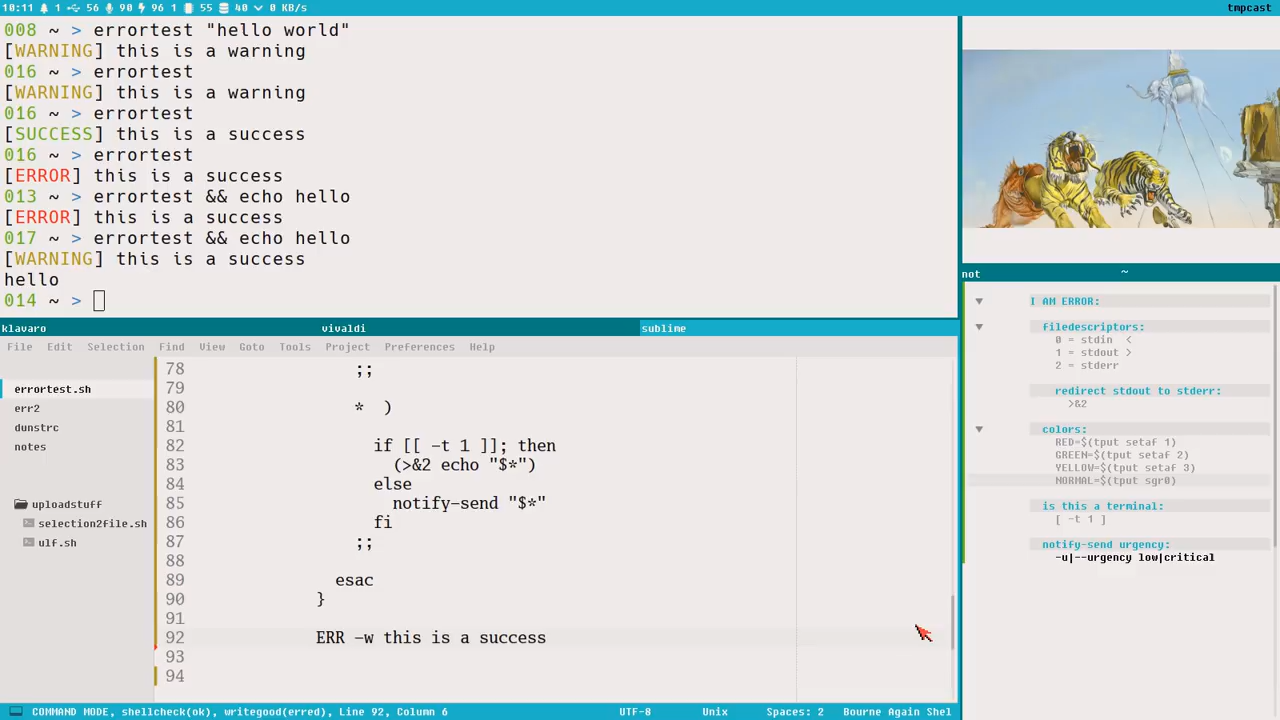 10:11 1 56 90 96 1 55 40 0 KB/s
tmpcast
008 ~ > errortest "hello world"
[WARNING] this is a warning
016 ~ > errortest
[WARNING] this is a warning
016 ~ > errortest
[SUCCESS] this is a success
016 ~ > errortest
[ERROR] this is a success
013 ~ > errortest && echo hello
[ERROR] this is a success
017 ~ > errortest && echo hello
[WARNING] this is a success
hello
014 ~ >
klavaro vivaldi sublime
File Edit Selection Find View Goto Tools Project Preferences Help
errortest.sh
err2
dunstrc
notes
uploadstuff
selection2file.sh
ulf.sh
78 ;;
79
80 * )
81
82 if [[ -t 1 ]]; then
83 (>&2 echo "$*")
84 else
85 notify-send "$*"
86 fi
87 ;;
88
89 esac
90 }
91
92 ERR -w this is a success
93
94
COMMAND MODE, shellcheck(ok), writegood(erred), Line 92, Column 6 UTF-8 Unix Spaces: 2 Bourne Again Shel
not ~
I AM ERROR:
filedescriptors:
0 = stdin <
1 = stdout >
2 = stderr
redirect stdout to stderr:
>&2
colors:
RED=$(tput setaf 1)
GREEN=$(tput setaf 2)
YELLOW=$(tput setaf 3)
NORMAL=$(tput sgr0)
is this a terminal:
[ -t 1 ]
notify-send urgency:
-u|--urgency low|critical